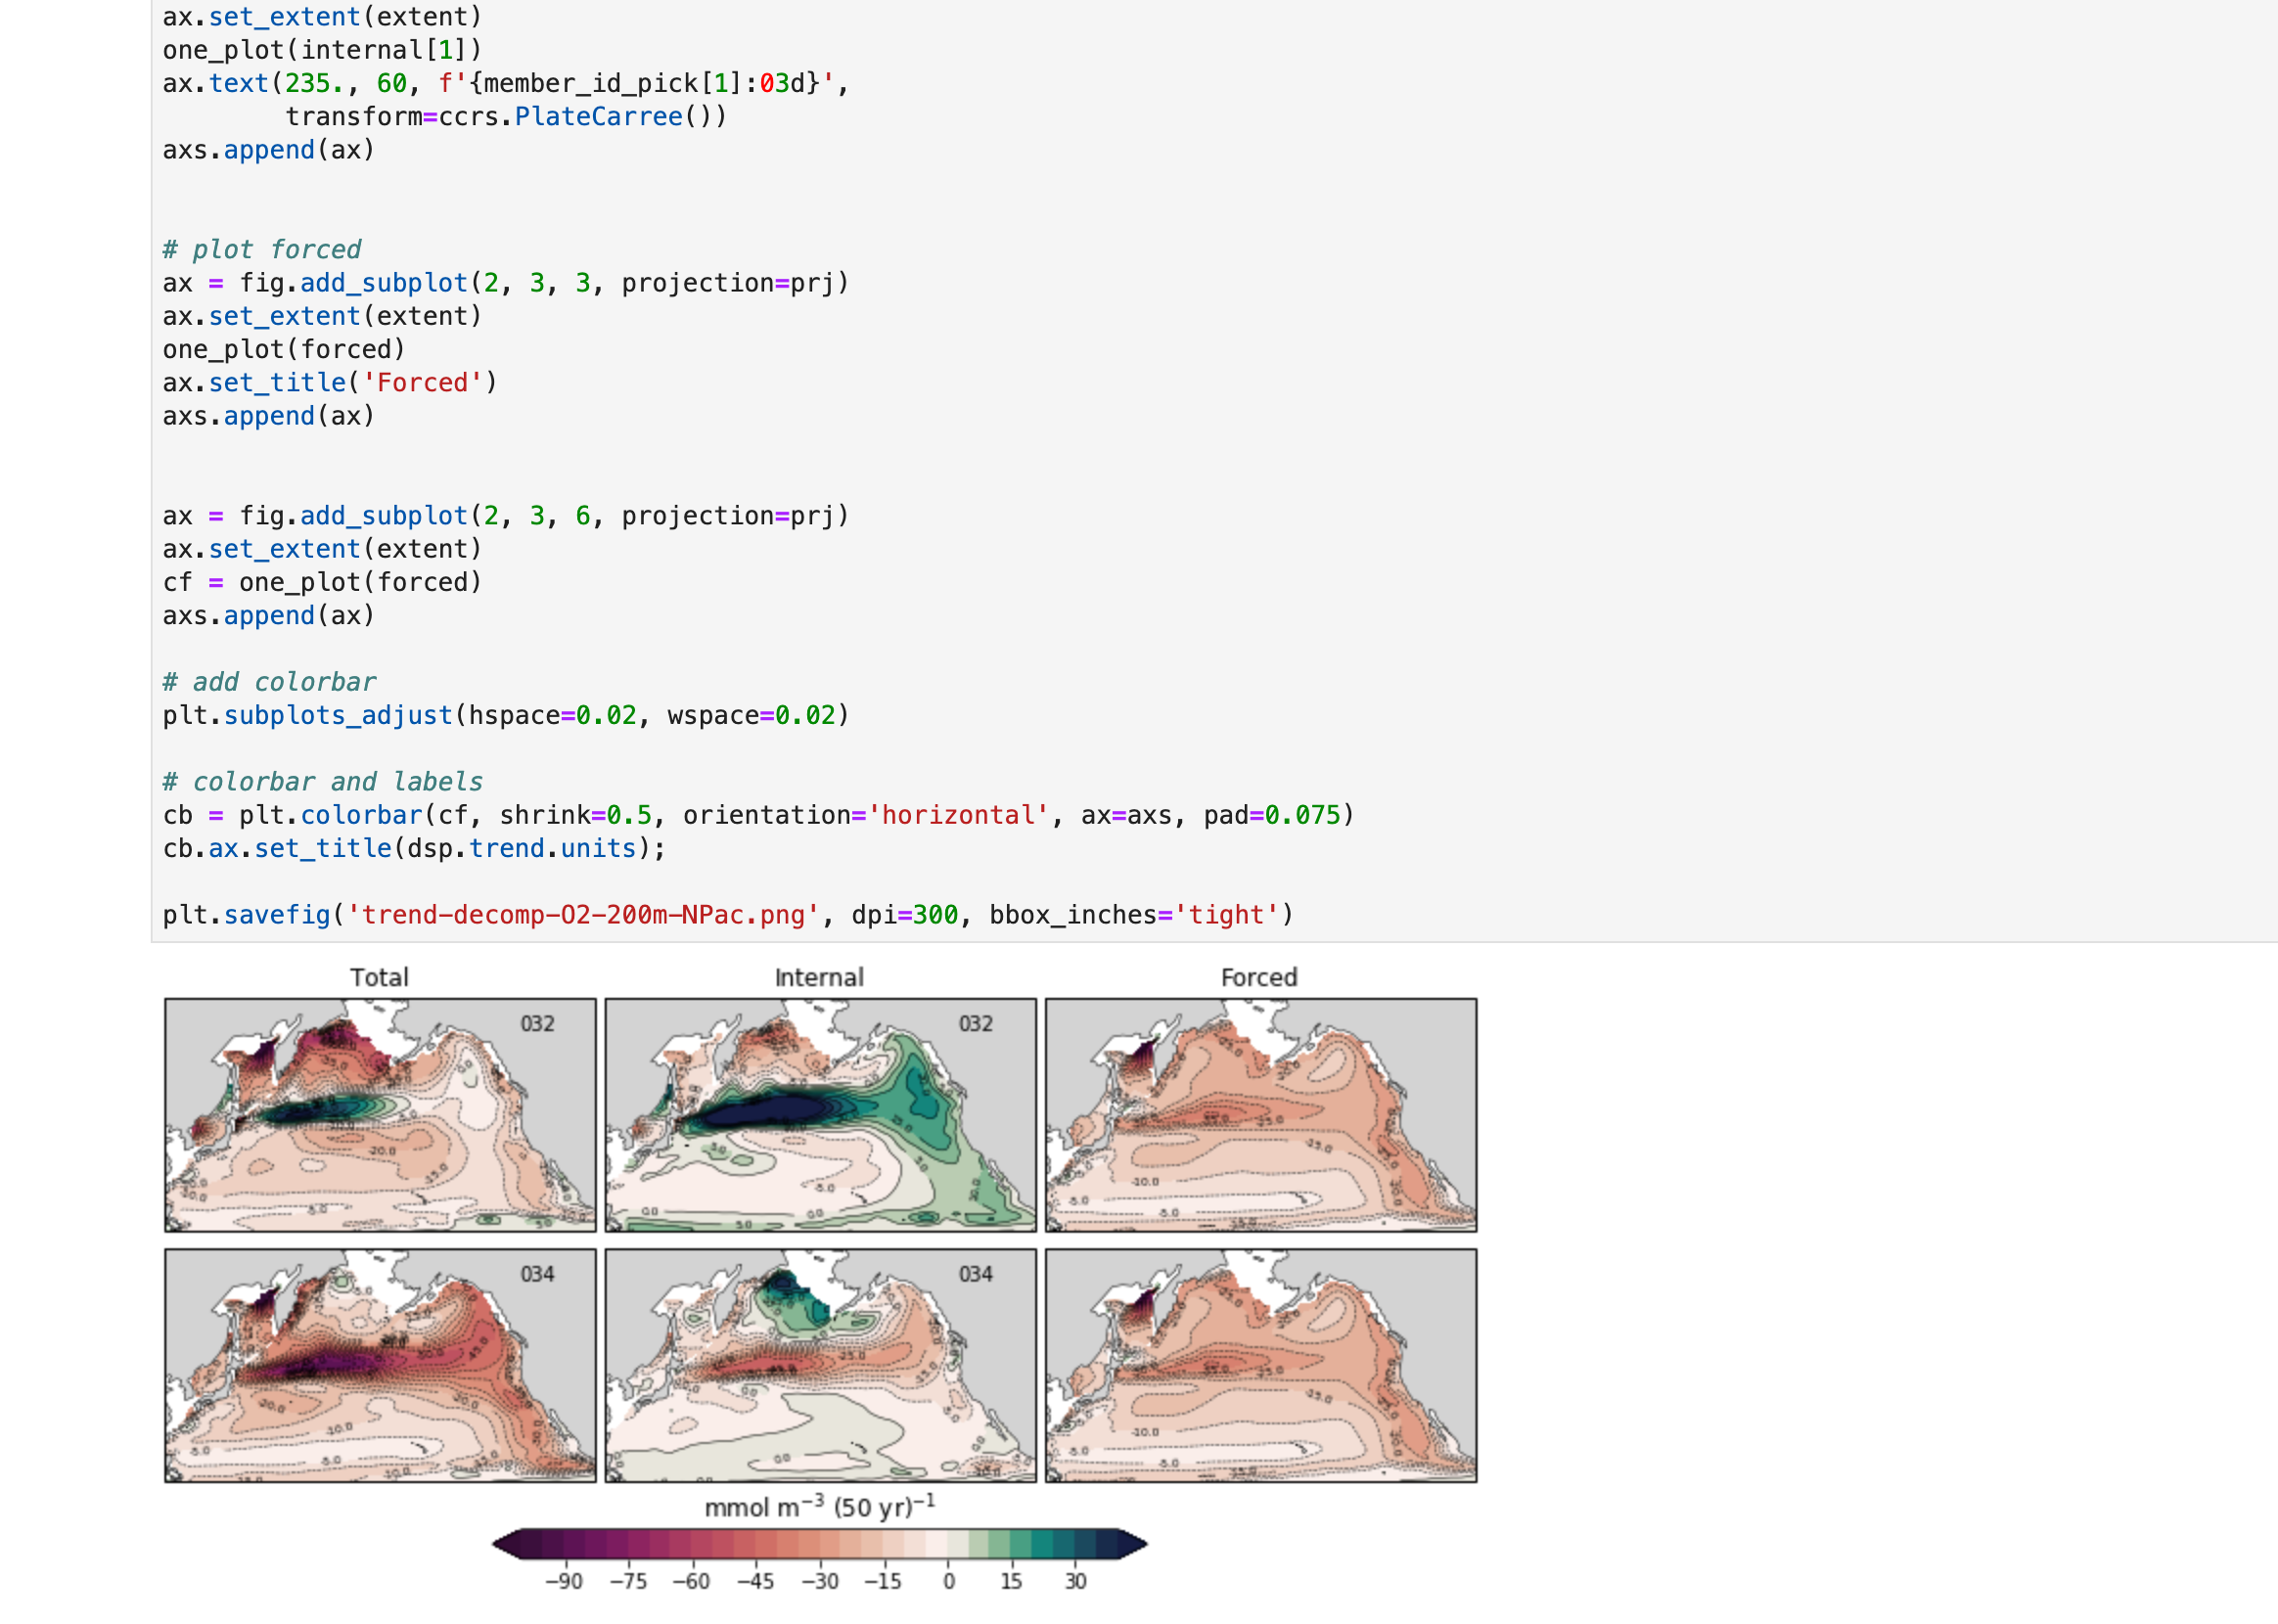 ax.set_extent(extent)
one_plot(internal[1])
ax.text(235., 60, f'{member_id_pick[1]:03d}',
        transform=ccrs.PlateCarree())
axs.append(ax)
# plot forced
ax = fig.add_subplot(2, 3, 3, projection=prj)
ax.set_extent(extent)
one_plot(forced)
ax.set_title('Forced')
axs.append(ax)
ax = fig.add_subplot(2, 3, 6, projection=prj)
ax.set_extent(extent)
cf = one_plot(forced)
axs.append(ax)
# add colorbar
plt.subplots_adjust(hspace=0.02, wspace=0.02)
# colorbar and labels
cb = plt.colorbar(cf, shrink=0.5, orientation='horizontal', ax=axs, pad=0.075)
cb.ax.set_title(dsp.trend.units);
plt.savefig('trend-decomp-O2-200m-NPac.png', dpi=300, bbox_inches='tight')
Total Internal Forced
032 032
034 034
mmol m⁻³ (50 yr)⁻¹
−90 −75 −60 −45 −30 −15 0 15 30